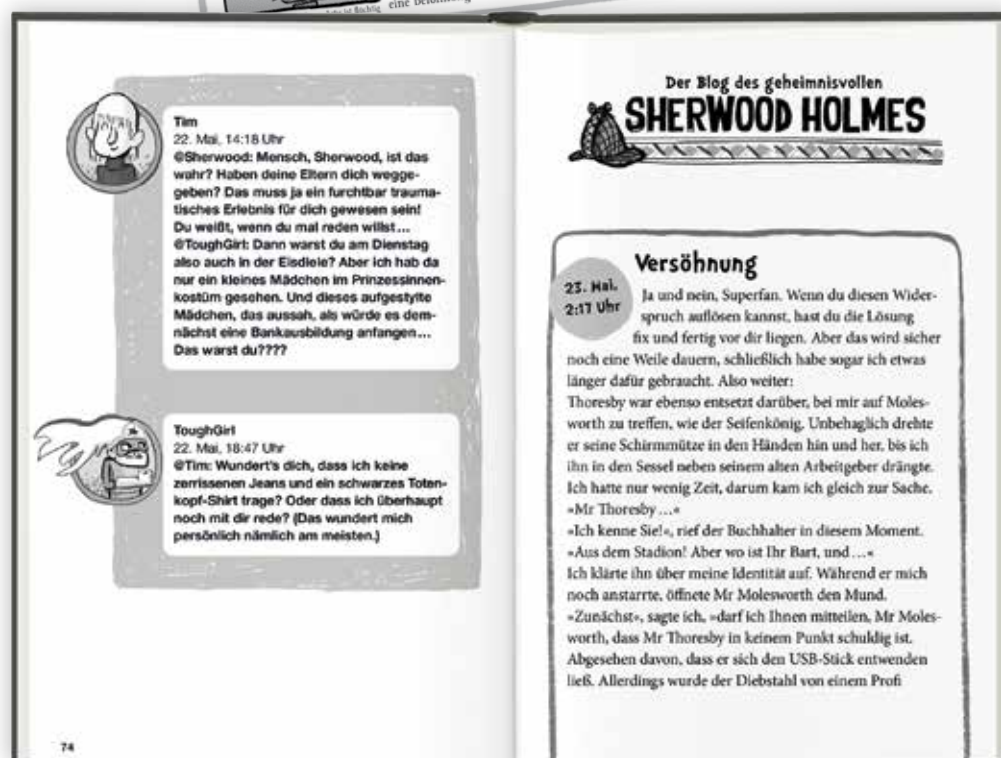 eine
Tim
22. Mai, 14:18 Uhr
@Sherwood: Mensch, Sherwood, ist das
wahr? Haben deine Eltern dich wegge-
geben? Das muss ja ein furchtbar trauma-
tisches Erlebnis für dich gewesen sein!
Du weißt, wenn du mal reden willst ...
@ToughGirl: Dann warst du am Dienstag
also auch in der Eisdiele? Aber ich hab da
nur ein kleines Mädchen im Prinzessinnen-
kostüm gesehen. Und dieses aufgestylte
Mädchen, das aussah, als würde es dem-
nächst eine Bankausbildung anfangen ...
Das warst du????
ToughGirl
22. Mai, 18:47 Uhr
@Tim: Wundert's dich, dass ich keine
zerrissenen Jeans und ein schwarzes Toten-
kopf-Shirt trage? Oder dass ich überhaupt
noch mit dir rede? (Das wundert mich
persönlich nämlich am meisten.)
74
Der Blog des geheimnisvollen
SHERWOOD HOLMES
Versöhnung
23. Mai,
2:17 Uhr
Ja und nein, Superfan. Wenn du diesen Wider-
spruch auflösen kannst, hast du die Lösung
fix und fertig vor dir liegen. Aber das wird sicher
noch eine Weile dauern, schließlich habe sogar ich etwas
länger dafür gebraucht. Also weiter:
Thoresby war ebenso entsetzt darüber, bei mir auf Moles-
worth zu treffen, wie der Seifenkönig. Unbehaglich drehte
er seine Schirmmütze in den Händen hin und her, bis ich
ihn in den Sessel neben seinem alten Arbeitgeber drängte.
Ich hatte nur wenig Zeit, darum kam ich gleich zur Sache.
»Mr Thoresby ...«
»Ich kenne Sie!«, rief der Buchhalter in diesem Moment.
»Aus dem Stadion! Aber wo ist Ihr Bart, und ...«
Ich klärte ihn über meine Identität auf. Während er mich
noch anstarrte, öffnete Mr Molesworth den Mund.
»Zunächst«, sagte ich, »darf ich Ihnen mitteilen, Mr Moles-
worth, dass Mr Thoresby in keinem Punkt schuldig ist.
Abgesehen davon, dass er sich den USB-Stick entwenden
ließ. Allerdings wurde der Diebstahl von einem Profi